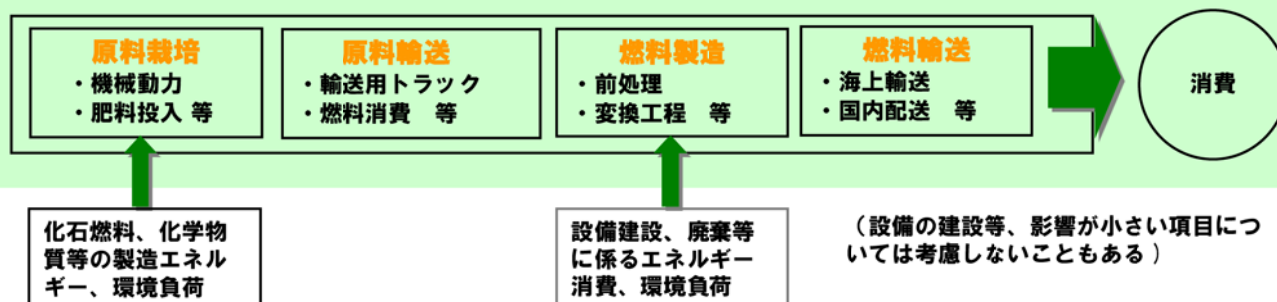 原料栽培
・機械動力
・肥料投入 等
原料輸送
・輸送用トラック
・燃料消費 等
燃料製造
・前処理
・変換工程 等
燃料輸送
・海上輸送
・国内配送 等
消費
化石燃料、化学物
質等の製造エネル
ギー、環境負荷
設備建設、廃棄等
に係るエネルギー
消費、環境負荷
（設備の建設等、影響が小さい項目につ
いては考慮しないこともある）